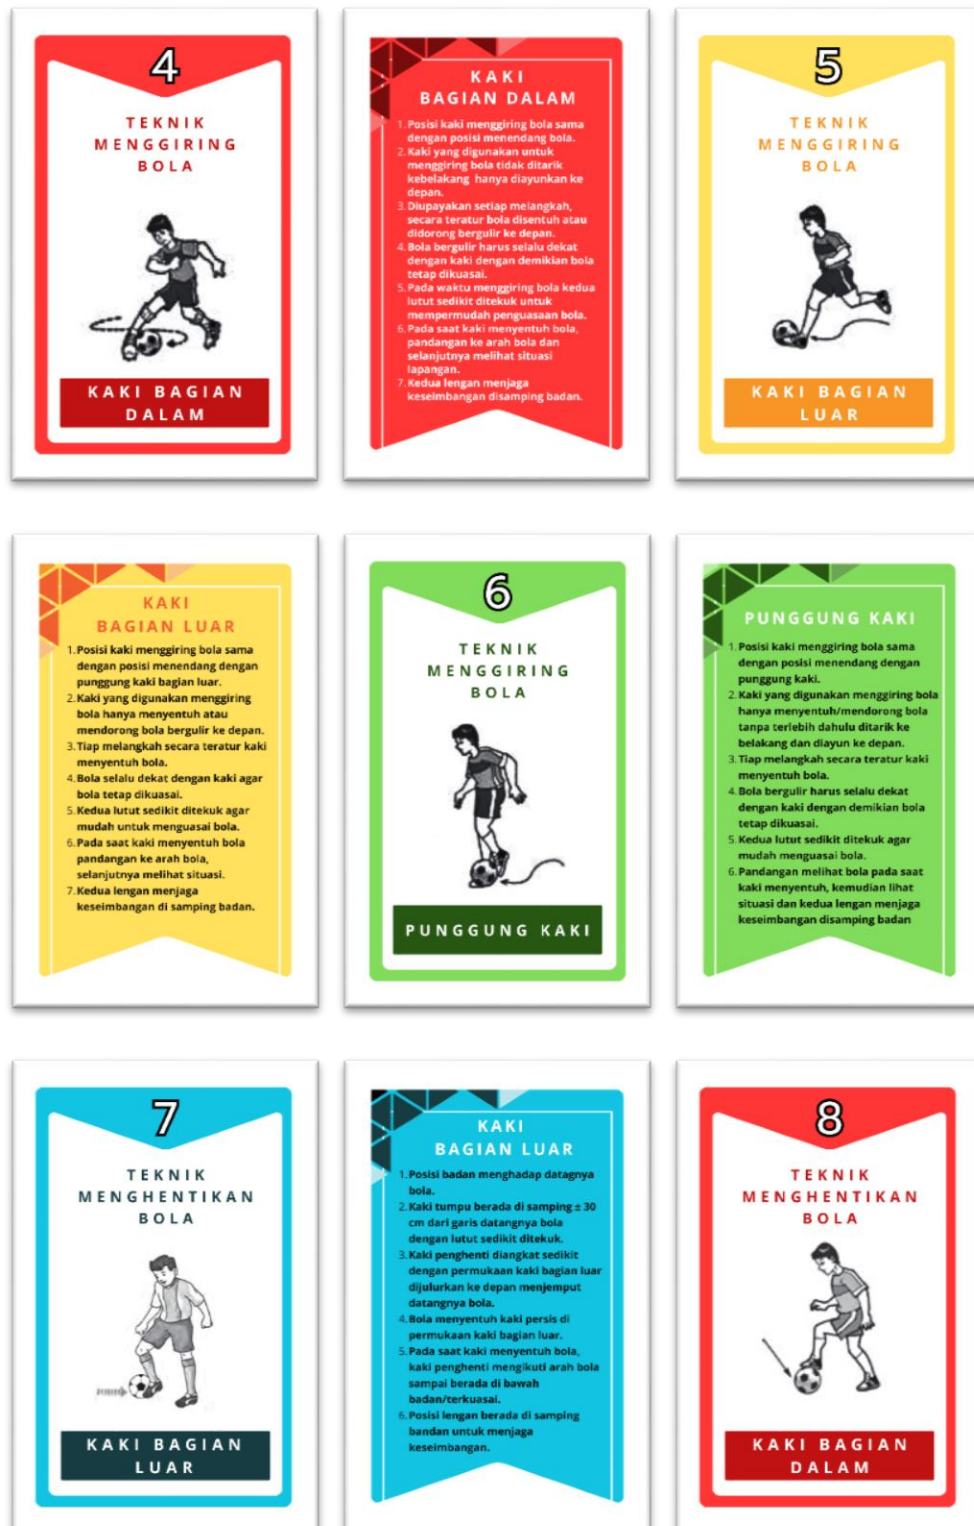 4
TEKNIK
MENGGIRING
BOLA
KAKI BAGIAN
DALAM
KAKI
BAGIAN DALAM
1. Posisi kaki menggiring bola sama
dengan posisi menendang bola.
2. Kaki yang digunakan untuk
menggiring bola tidak ditarik
kebelakang hanya diayunkan ke
depan.
3. Diupayakan setiap melangkah,
secara teratur bola disentuh atau
didorong bergulir ke depan.
4. Bola bergulir harus selalu dekat
dengan kaki dengan demikian bola
tetap dikuasai.
5. Pada waktu menggiring bola kedua
lutut sedikit ditekuk untuk
mempermudah penguasaan bola.
6. Pada saat kaki menyentuh bola,
pandangan ke arah bola dan
selanjutnya melihat situasi
lapangan.
7. Kedua lengan menjaga
keseimbangan disamping badan.
5
TEKNIK
MENGGIRING
BOLA
KAKI BAGIAN
LUAR
KAKI
BAGIAN LUAR
1. Posisi kaki menggiring bola sama
dengan posisi menendang dengan
punggung kaki bagian luar.
2. Kaki yang digunakan menggiring
bola hanya menyentuh atau
mendorong bola bergulir ke depan.
3. Tiap melangkah secara teratur kaki
menyentuh bola.
4. Bola selalu dekat dengan kaki agar
bola tetap dikuasai.
5. Kedua lutut sedikit ditekuk agar
mudah untuk menguasai bola.
6. Pada saat kaki menyentuh bola
pandangan ke arah bola,
selanjutnya melihat situasi.
7. Kedua lengan menjaga
keseimbangan di samping badan.
6
TEKNIK
MENGGIRING
BOLA
PUNGGUNG KAKI
PUNGGUNG KAKI
1. Posisi kaki menggiring bola sama
dengan posisi menendang dengan
punggung kaki.
2. Kaki yang digunakan menggiring bola
hanya menyentuh/mendorong bola
tanpa terlebih dahulu ditarik ke
belakang dan diayun ke depan.
3. Tiap melangkah secara teratur kaki
menyentuh bola.
4. Bola bergulir harus selalu dekat
dengan kaki dengan demikian bola
tetap dikuasai.
5. Kedua lutut sedikit ditekuk agar
mudah menguasai bola.
6. Pandangan melihat bola pada saat
kaki menyentuh, kemudian lihat
situasi dan kedua lengan menjaga
keseimbangan disamping badan
7
TEKNIK
MENGHENTIKAN
BOLA
KAKI BAGIAN
LUAR
KAKI
BAGIAN LUAR
1. Posisi badan menghadap datagnya
bola.
2. Kaki tumpu berada di samping ± 30
cm dari garis datangnya bola
dengan lutut sedikit ditekuk.
3. Kaki penghenti diangkat sedikit
dengan permukaan kaki bagian luar
dijulurkan ke depan menjemput
datangnya bola.
4. Bola menyentuh kaki persis di
permukaan kaki bagian luar.
5. Pada saat kaki menyentuh bola,
kaki penghenti mengikuti arah bola
sampai berada di bawah
badan/terkuasai.
6. Posisi lengan berada di samping
bandan untuk menjaga
keseimbangan.
8
TEKNIK
MENGHENTIKAN
BOLA
KAKI BAGIAN
DALAM